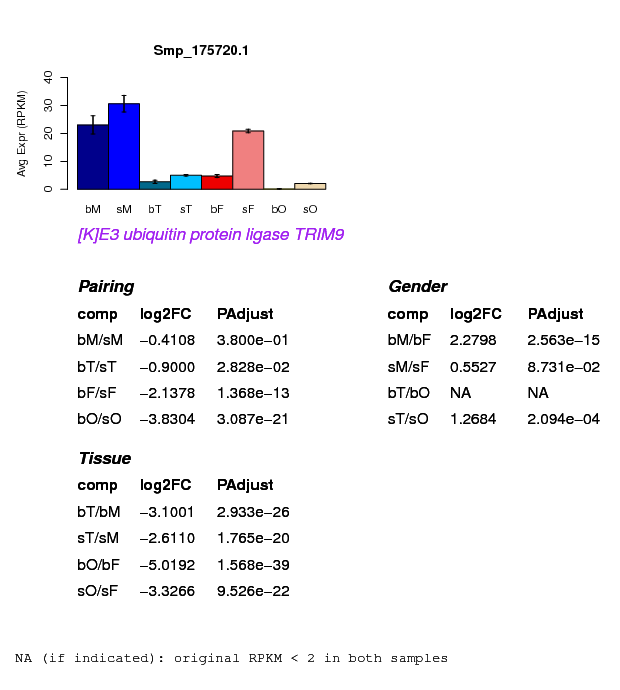 Smp_175720.1
Avg Expr (RPKM)
40
30
20
10
0
bM sM bT sT bF sF bO sO
[K]E3 ubiquitin protein ligase TRIM9
Pairing
comp log2FC PAdjust
bM/sM −0.4108 3.800e−01
bT/sT −0.9000 2.828e−02
bF/sF −2.1378 1.368e−13
bO/sO −3.8304 3.087e−21
Gender
comp log2FC PAdjust
bM/bF 2.2798 2.563e−15
sM/sF 0.5527 8.731e−02
bT/bO NA NA
sT/sO 1.2684 2.094e−04
Tissue
comp log2FC PAdjust
bT/bM −3.1001 2.933e−26
sT/sM −2.6110 1.765e−20
bO/bF −5.0192 1.568e−39
sO/sF −3.3266 9.526e−22
NA (if indicated): original RPKM < 2 in both samples